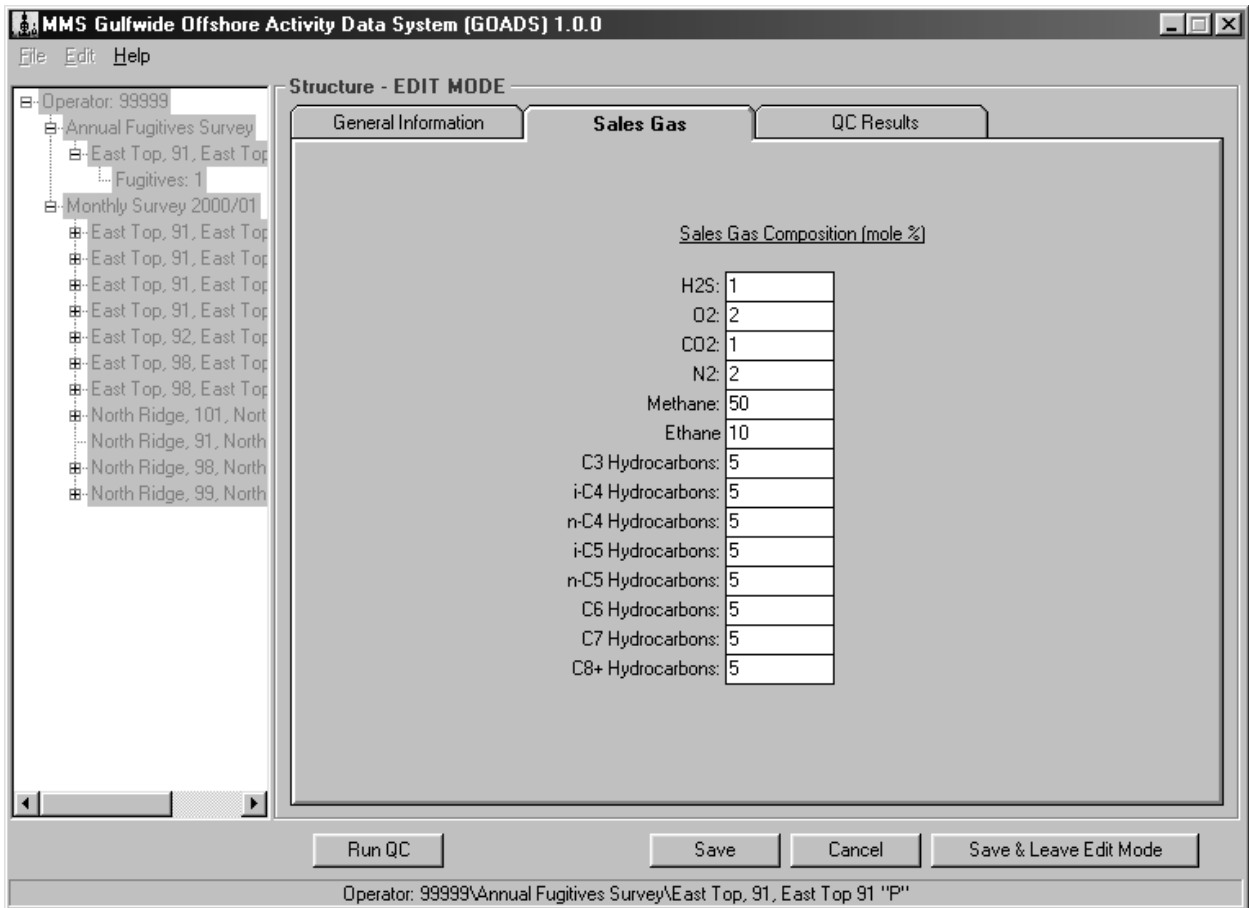 MMS Gulfwide Offshore Activity Data System (GOADS) 1.0.0
File Edit Help
Operator: 99999
Annual Fugitives Survey
East Top, 91, East Top
Fugitives: 1
Monthly Survey 2000/01
East Top, 91, East Top
East Top, 91, East Top
East Top, 91, East Top
East Top, 91, East Top
East Top, 92, East Top
East Top, 98, East Top
East Top, 98, East Top
North Ridge, 101, Nort
North Ridge, 91, North
North Ridge, 98, North
North Ridge, 99, North
Structure - EDIT MODE
General Information Sales Gas QC Results
Sales Gas Composition (mole %)
H2S: 1
O2: 2
CO2: 1
N2: 2
Methane: 50
Ethane 10
C3 Hydrocarbons: 5
i-C4 Hydrocarbons: 5
n-C4 Hydrocarbons: 5
i-C5 Hydrocarbons: 5
n-C5 Hydrocarbons: 5
C6 Hydrocarbons: 5
C7 Hydrocarbons: 5
C8+ Hydrocarbons: 5
Run QC Save Cancel Save & Leave Edit Mode
Operator: 99999\Annual Fugitives Survey\East Top, 91, East Top 91 "P"